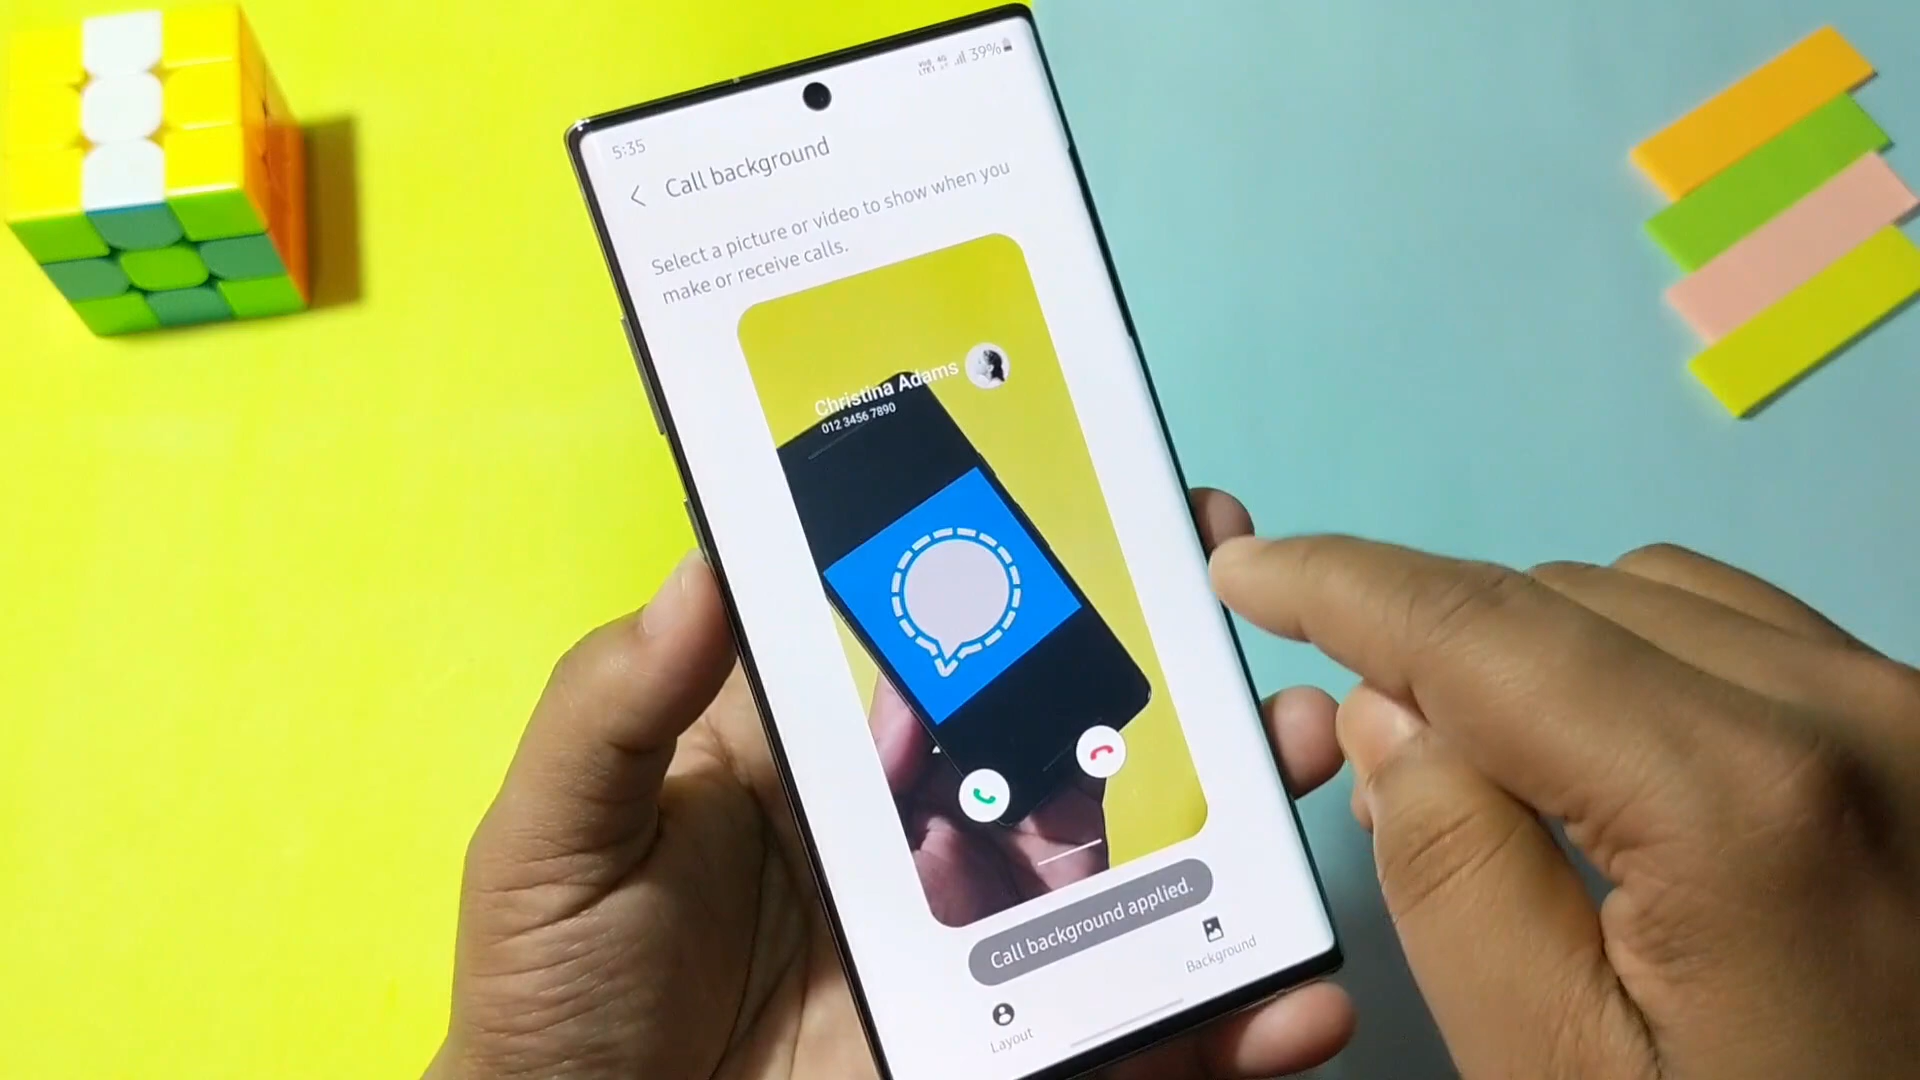 5:35
39%
Call background
Select a picture or video to show when you
make or receive calls.
Christina Adams
012 3456 7890
Call background applied.
Layout
Background